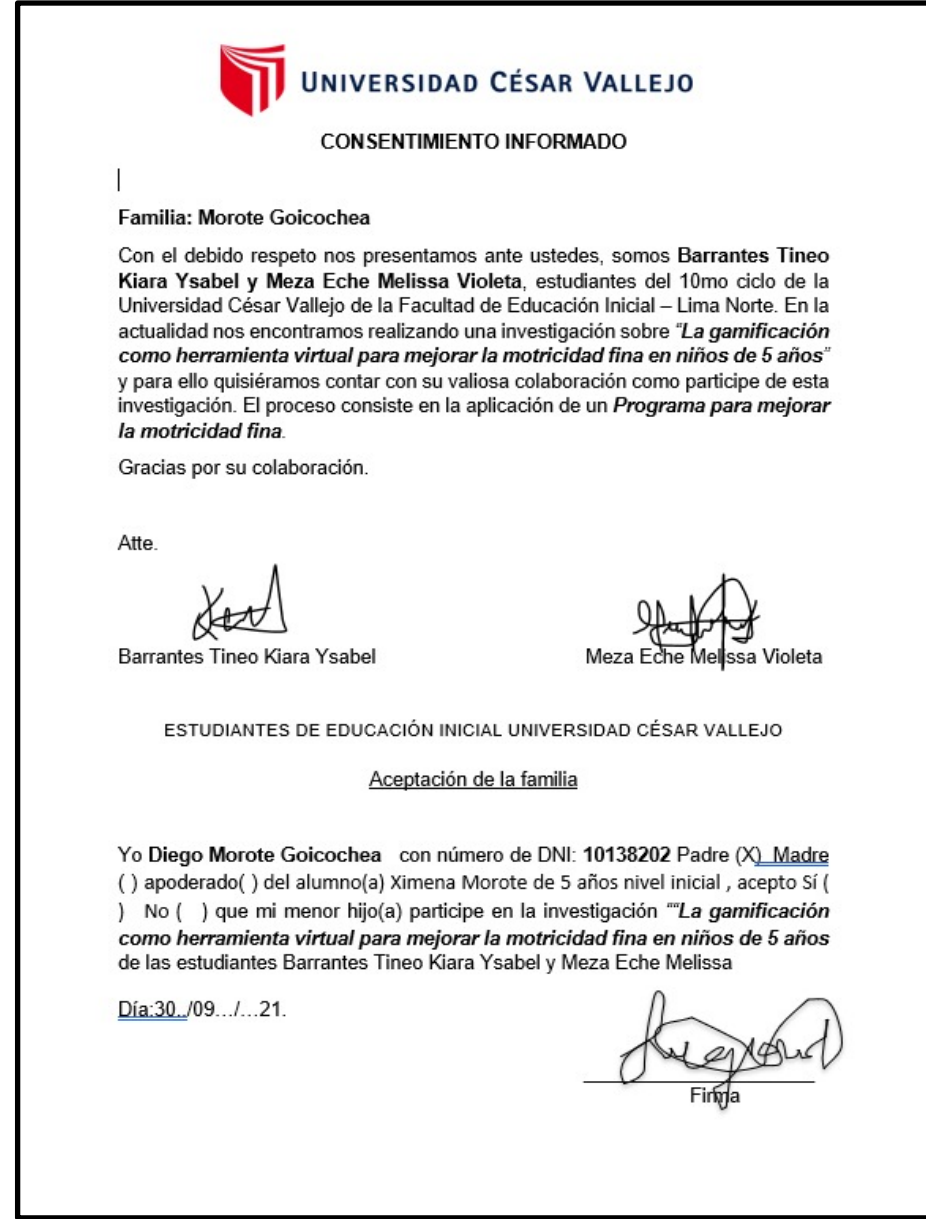 UNIVERSIDAD CÉSAR VALLEJO
CONSENTIMIENTO INFORMADO
Familia: Morote Goicochea
Con el debido respeto nos presentamos ante ustedes, somos Barrantes Tineo
Kiara Ysabel y Meza Eche Melissa Violeta, estudiantes del 10mo ciclo de la
Universidad César Vallejo de la Facultad de Educación Inicial – Lima Norte. En la
actualidad nos encontramos realizando una investigación sobre "La gamificación
como herramienta virtual para mejorar la motricidad fina en niños de 5 años"
y para ello quisiéramos contar con su valiosa colaboración como participe de esta
investigación. El proceso consiste en la aplicación de un Programa para mejorar
la motricidad fina.
Gracias por su colaboración.
Atte.
Barrantes Tineo Kiara Ysabel Meza Eche Melissa Violeta
ESTUDIANTES DE EDUCACIÓN INICIAL UNIVERSIDAD CÉSAR VALLEJO
Aceptación de la familia
Yo Diego Morote Goicochea con número de DNI: 10138202 Padre (X) Madre
( ) apoderado( ) del alumno(a) Ximena Morote de 5 años nivel inicial , acepto Sí (
) No ( ) que mi menor hijo(a) participe en la investigación ""La gamificación
como herramienta virtual para mejorar la motricidad fina en niños de 5 años
de las estudiantes Barrantes Tineo Kiara Ysabel y Meza Eche Melissa
Día:30../09.../...21.
Firma